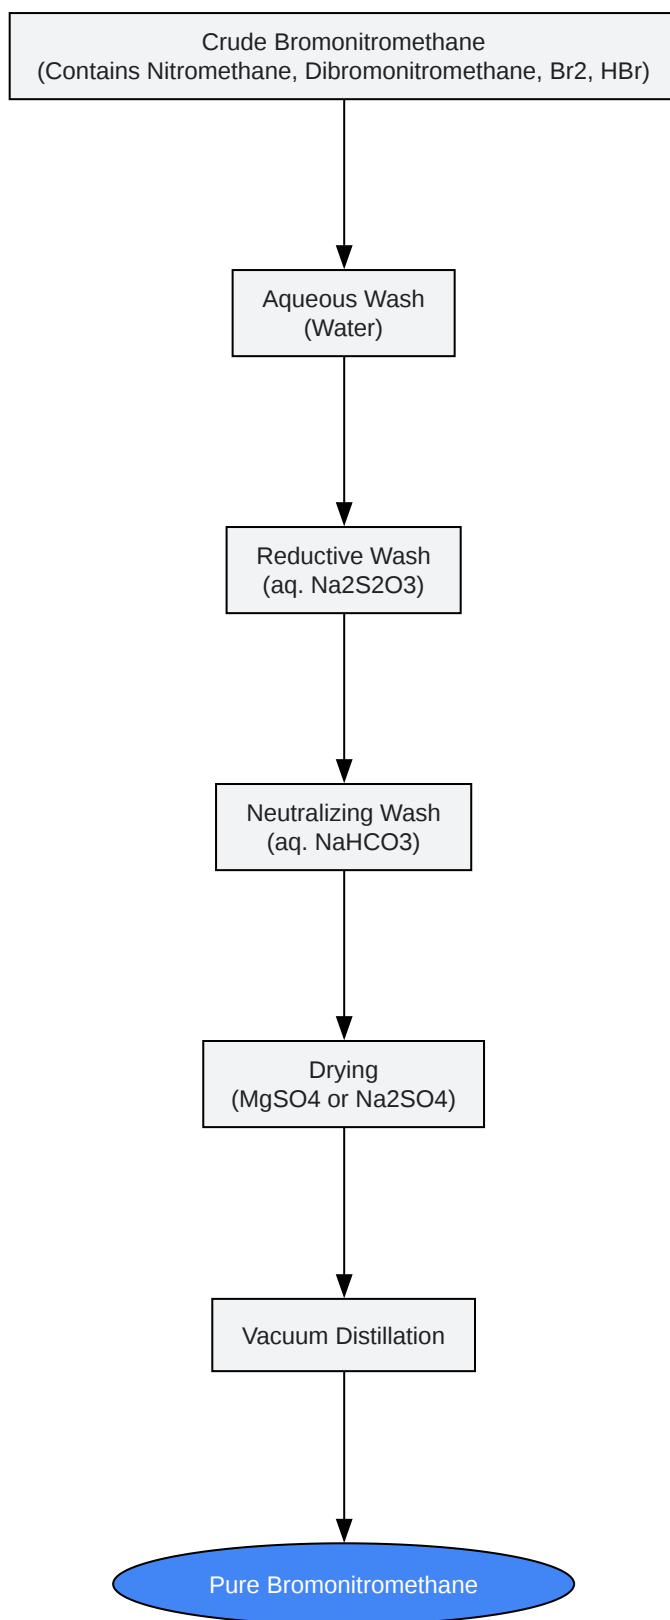 Crude Bromonitromethane
(Contains Nitromethane, Dibromonitromethane, Br2, HBr)
Aqueous Wash
(Water)
Reductive Wash
(aq. Na2S2O3)
Neutralizing Wash
(aq. NaHCO3)
Drying
(MgSO4 or Na2SO4)
Vacuum Distillation
Pure Bromonitromethane